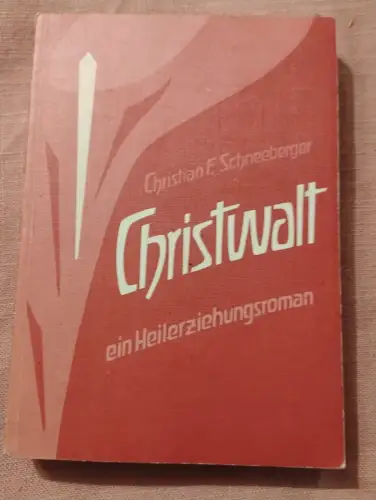 Christian F. Schneeberger
Christwalt
ein Heilerziehungsroman